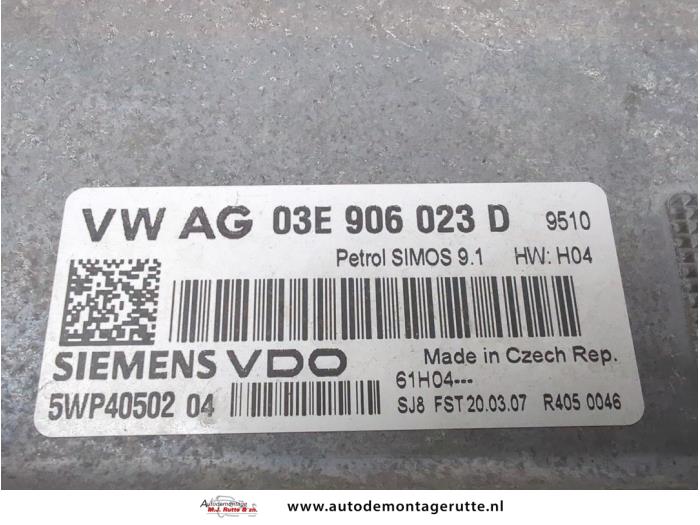 VW AG 03E 906 023 D 9510
Petrol SIMOS 9.1 HW: H04
SIEMENS VDO Made in Czech Rep.
61H04---
5WP40502 04 SJ8 FST 20.03.07 R405 0046
Autodemontage
M.J. Rutte & zn.
www.autodemontagerutte.nl